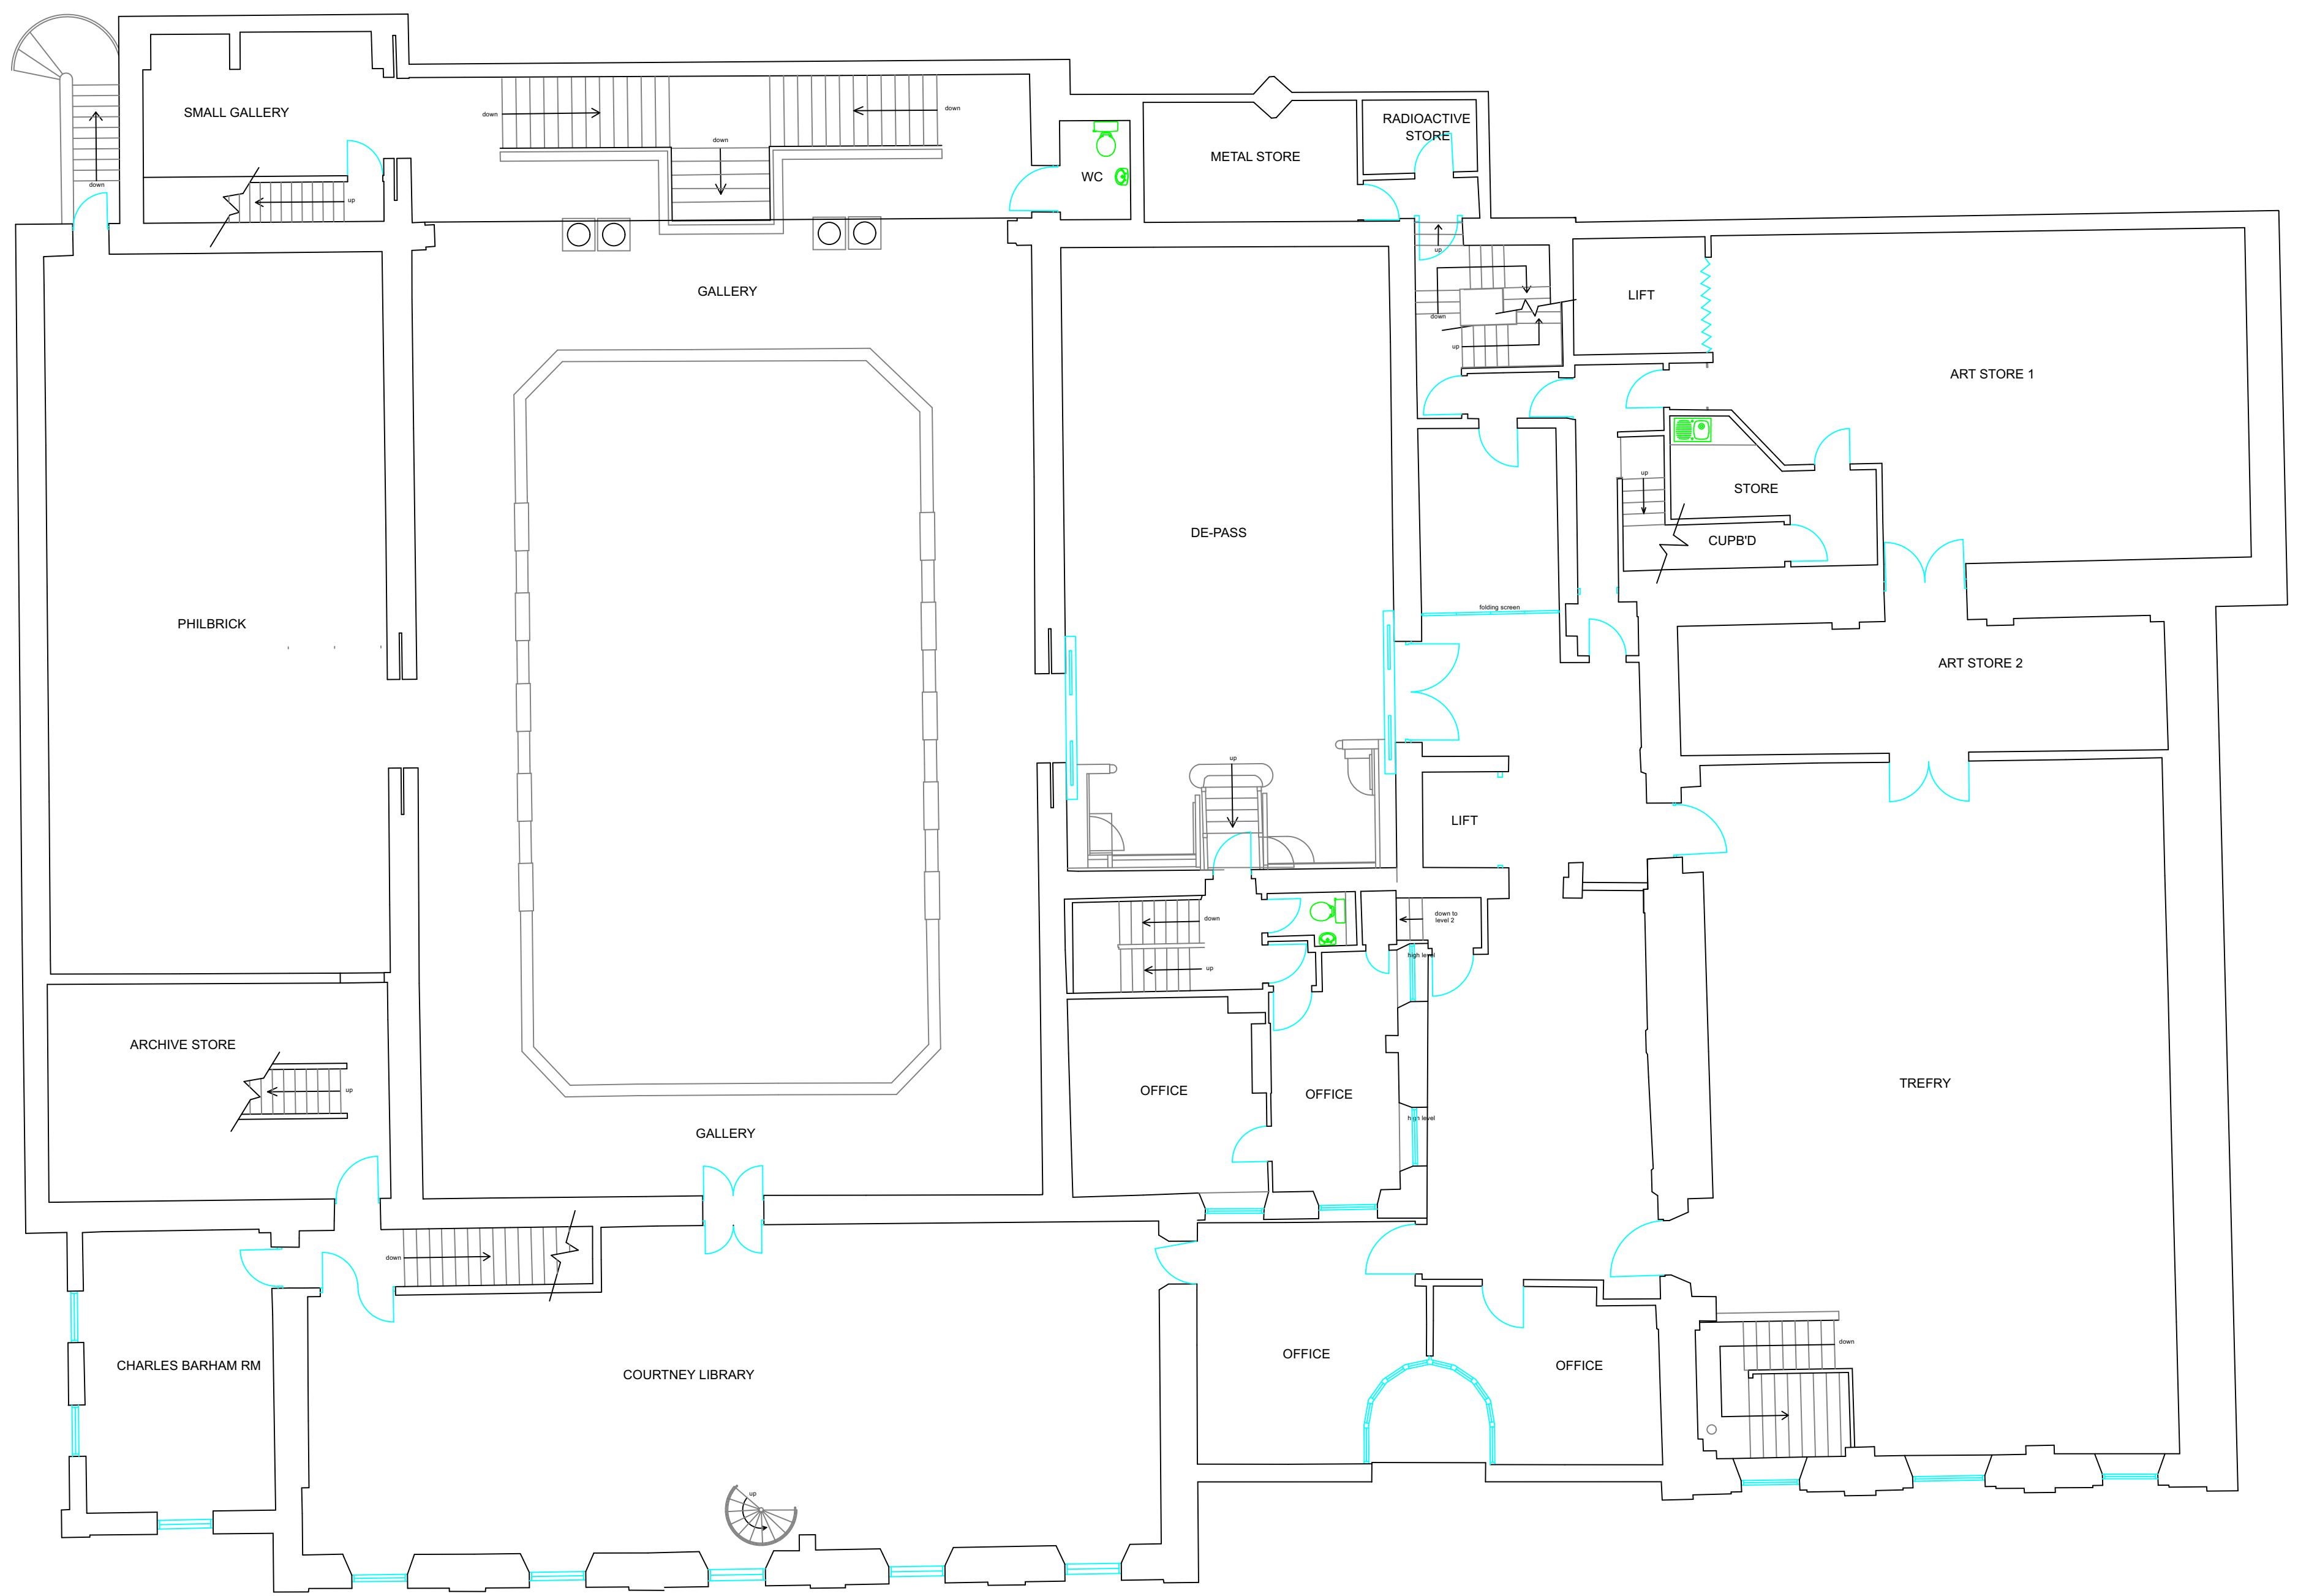 SMALL GALLERY
down
down
down
down
up
WC
METAL STORE
RADIOACTIVE
STORE
up
down
up
LIFT
GALLERY
ART STORE 1
up
STORE
CUPB'D
DE-PASS
folding screen
PHILBRICK
ART STORE 2
up
LIFT
down
up
down to
level 2
high level
ARCHIVE STORE
up
OFFICE
OFFICE
high level
TREFRY
GALLERY
down
CHARLES BARHAM RM
COURTNEY LIBRARY
OFFICE
OFFICE
down
up